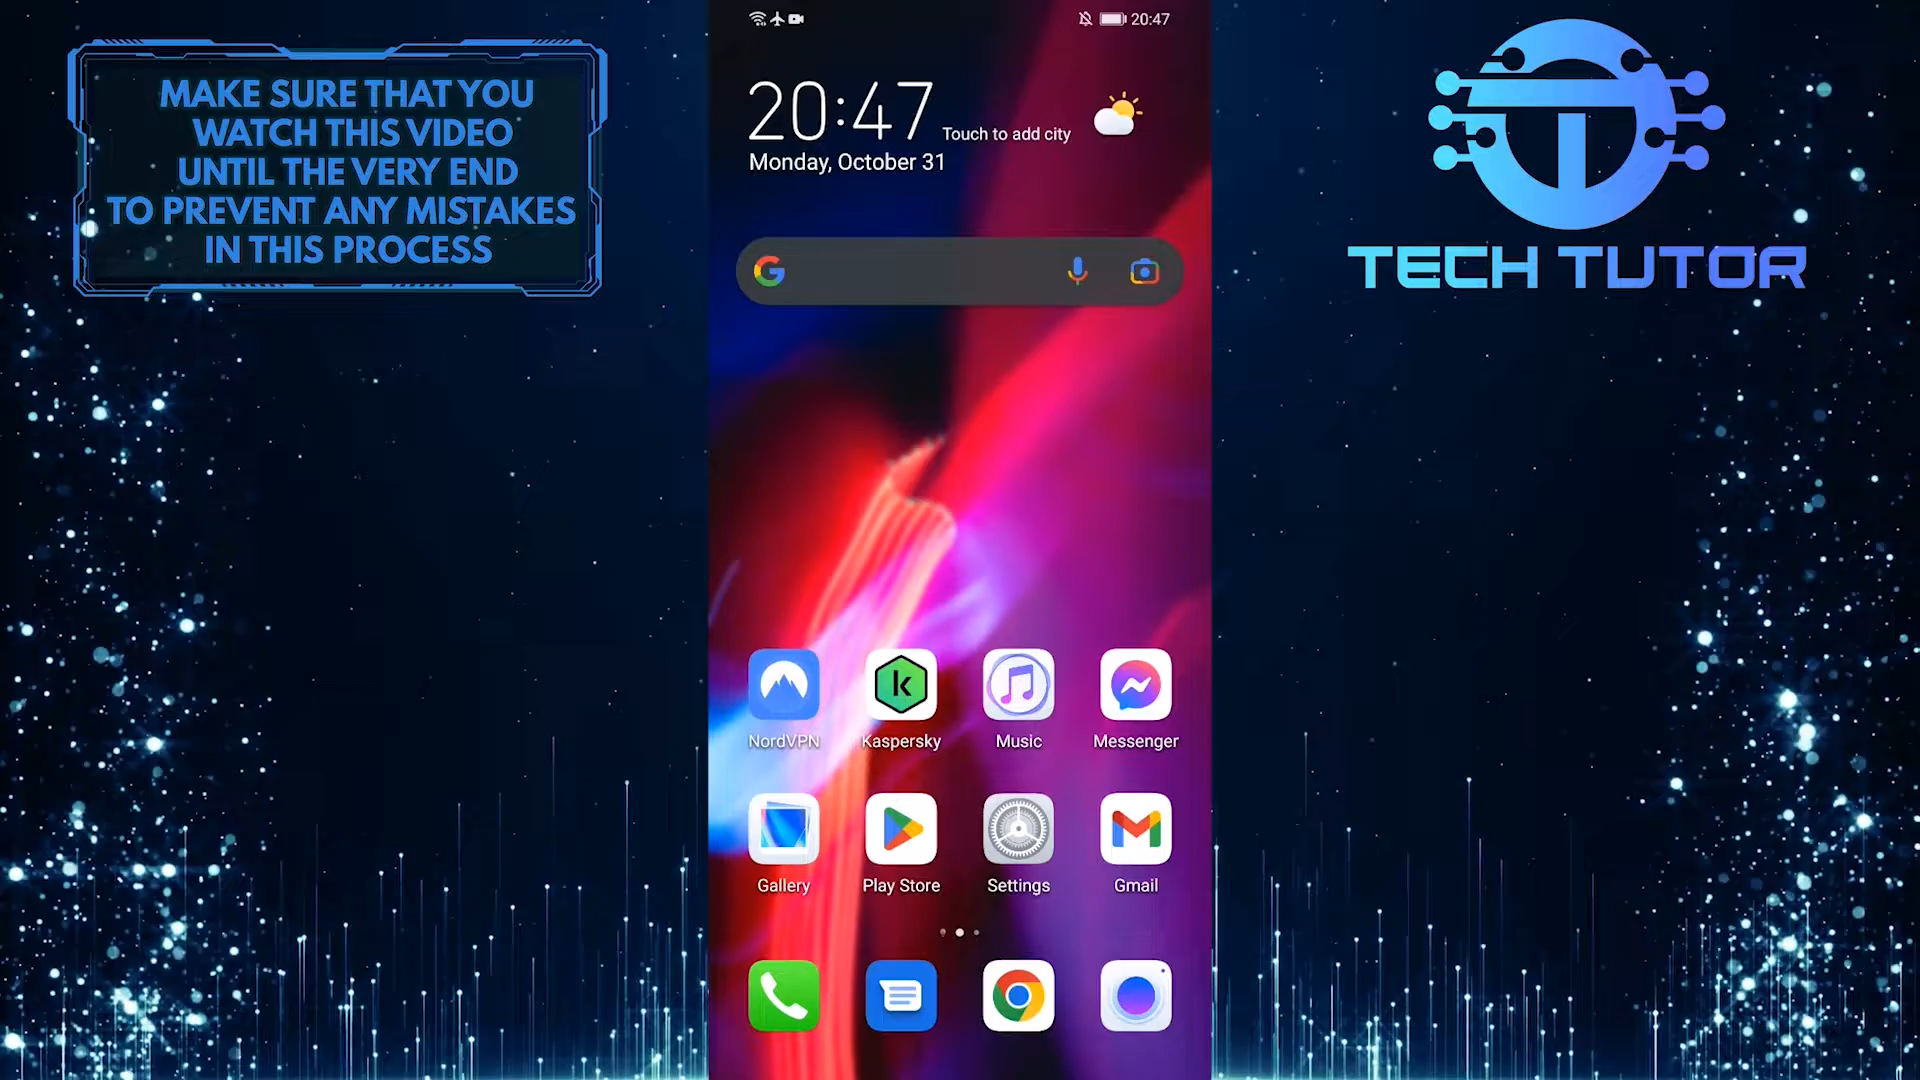 MAKE SURE THAT YOU
WATCH THIS VIDEO
UNTIL THE VERY END
TO PREVENT ANY MISTAKES
IN THIS PROCESS
20:47
20:47
Touch to add city
Monday, October 31
TECH TUTOR
NordVPN
Kaspersky
Music
Messenger
Gallery
Play Store
Settings
Gmail